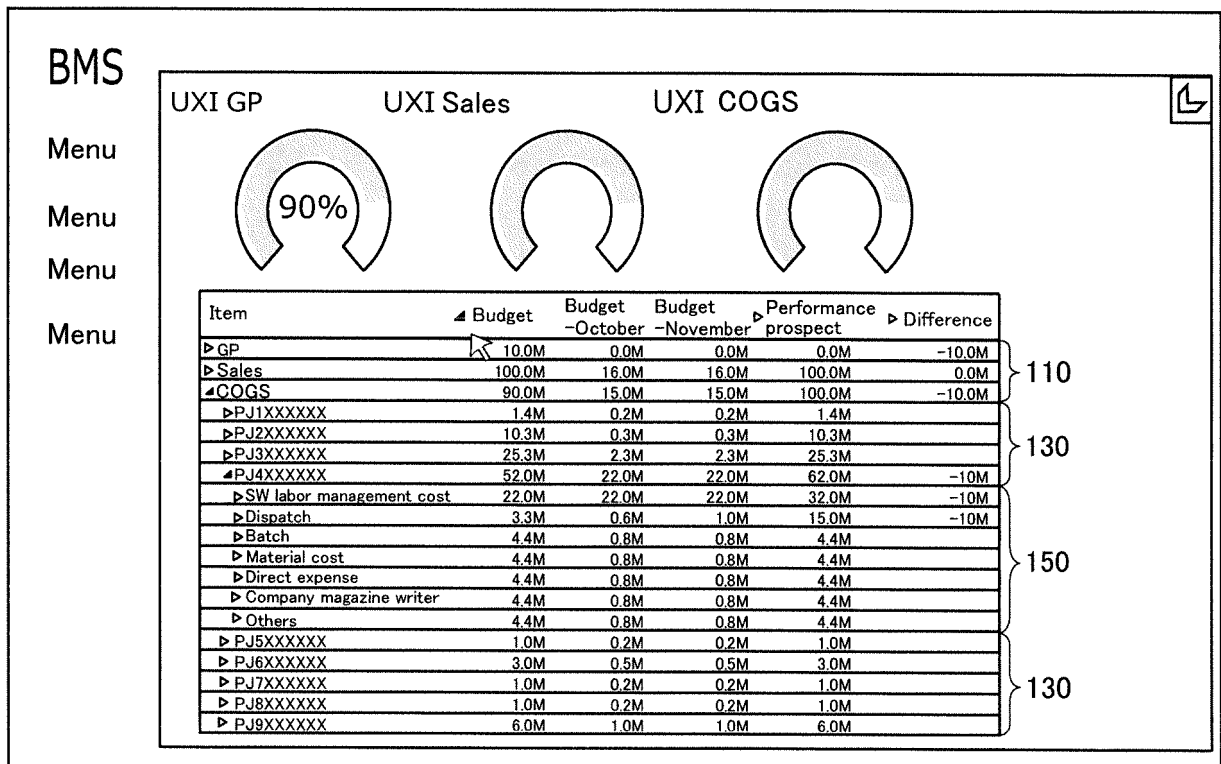 BMS
Menu
Menu
Menu
Menu
UXI GP UXI Sales UXI COGS
90%
Item Budget Budget -October Budget -November Performance prospect Difference
GP 10.0M 0.0M 0.0M 0.0M -10.0M
Sales 100.0M 16.0M 16.0M 100.0M 0.0M
COGS 90.0M 15.0M 15.0M 100.0M -10.0M
110
PJ1XXXXXX 1.4M 0.2M 0.2M 1.4M
PJ2XXXXXX 10.3M 0.3M 0.3M 10.3M
PJ3XXXXXX 25.3M 2.3M 2.3M 25.3M
PJ4XXXXXX 52.0M 22.0M 22.0M 62.0M -10M
130
SW labor management cost 22.0M 22.0M 22.0M 32.0M -10M
Dispatch 3.3M 0.6M 1.0M 15.0M -10M
Batch 4.4M 0.8M 0.8M 4.4M
Material cost 4.4M 0.8M 0.8M 4.4M
Direct expense 4.4M 0.8M 0.8M 4.4M
Company magazine writer 4.4M 0.8M 0.8M 4.4M
Others 4.4M 0.8M 0.8M 4.4M
150
PJ5XXXXXX 1.0M 0.2M 0.2M 1.0M
PJ6XXXXXX 3.0M 0.5M 0.5M 3.0M
PJ7XXXXXX 1.0M 0.2M 0.2M 1.0M
PJ8XXXXXX 1.0M 0.2M 0.2M 1.0M
PJ9XXXXXX 6.0M 1.0M 1.0M 6.0M
130